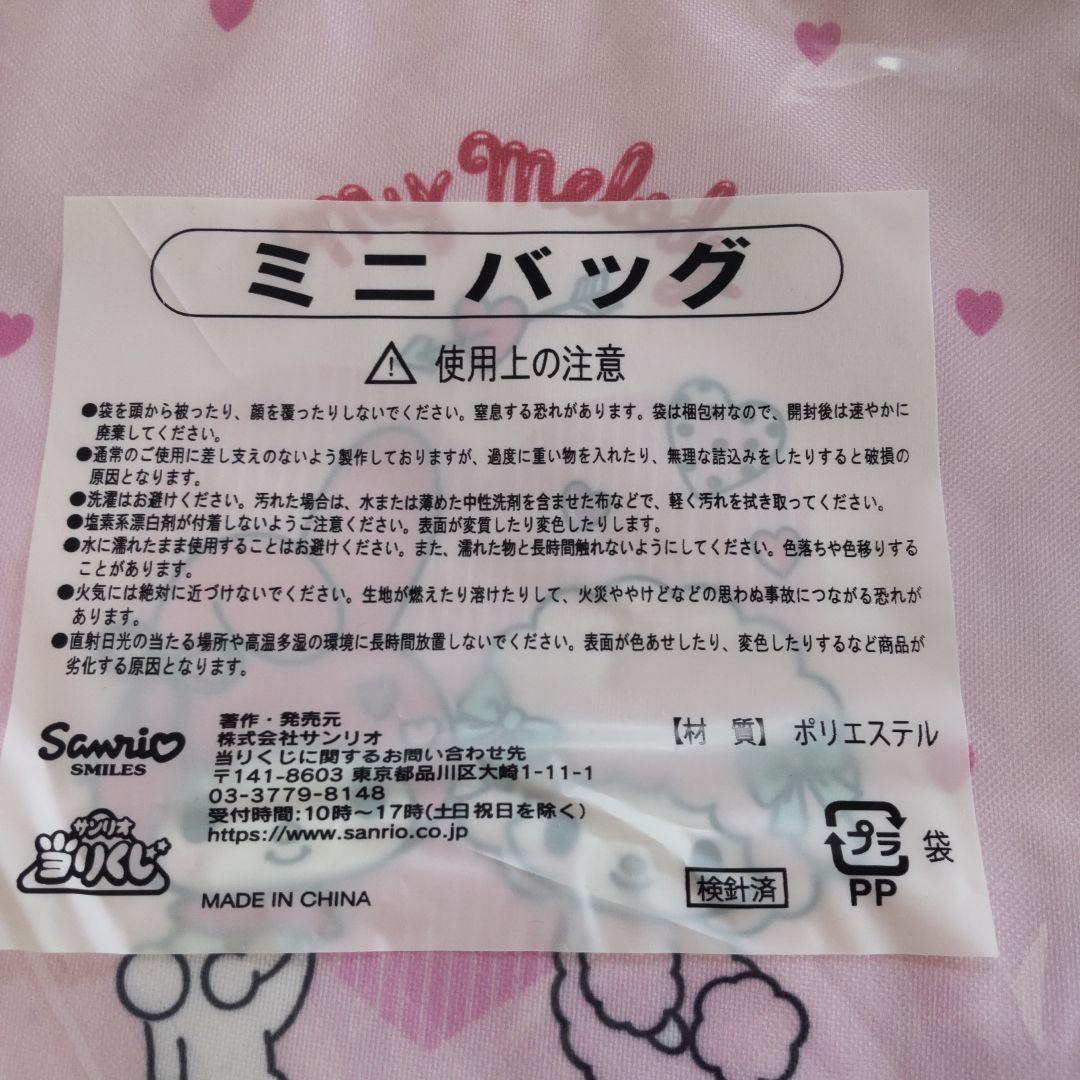 my Melody
ミニバッグ
使用上の注意
●袋を頭から被ったり、顔を覆ったりしないでください。窒息する恐れがあります。袋は梱包材なので、開封後は速やかに
廃棄してください。
●通常のご使用に差し支えのないよう製作しておりますが、過度に重い物を入れたり、無理な詰込みをしたりすると破損の
原因となります。
●洗濯はお避けください。汚れた場合は、水または薄めた中性洗剤を含ませた布などで、軽く汚れを拭き取ってください。
●塩素系漂白剤が付着しないようご注意ください。表面が変質したり変色したりします。
●水に濡れたまま使用することはお避けください。また、濡れた物と長時間触れないようにしてください。色落ちや色移りする
ことがあります。
●火気には絶対に近づけないでください。生地が燃えたり溶けたりして、火災ややけどなどの思わぬ事故につながる恐れが
あります。
●直射日光の当たる場所や高温多湿の環境に長時間放置しないでください。表面が色あせしたり、変色したりするなど商品が
劣化する原因となります。
Sanrio
SMILES
サンリオ
当りくじ
著作・発売元
株式会社サンリオ
当りくじに関するお問い合わせ先
〒141-8603 東京都品川区大崎1-11-1
03-3779-8148
受付時間:10時～17時(土日祝日を除く)
https://www.sanrio.co.jp
MADE IN CHINA
【材 質】 ポリエステル
検針済
プラ
袋
PP